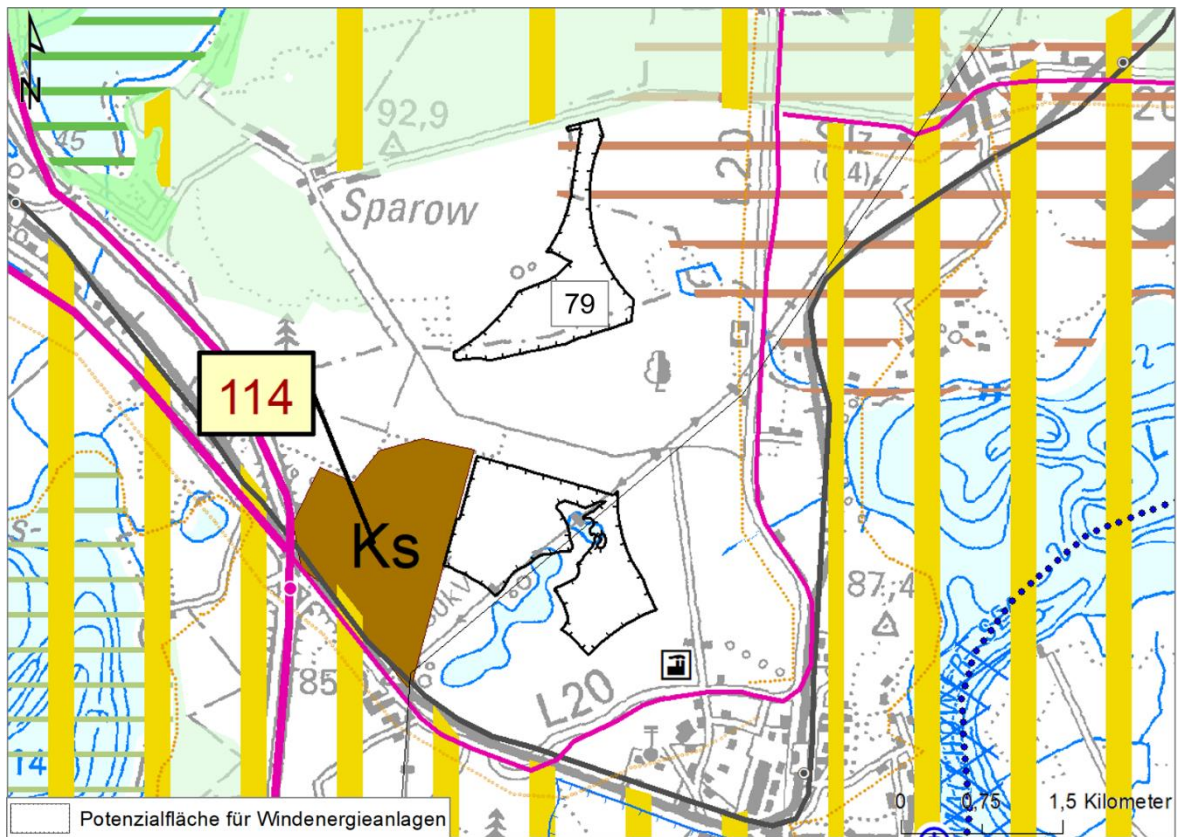 N
45
92,9
Sparow
79
114
Ks
87,4
85
L20
14
0 0,75 1,5 Kilometer
Potenzialfläche für Windenergieanlagen